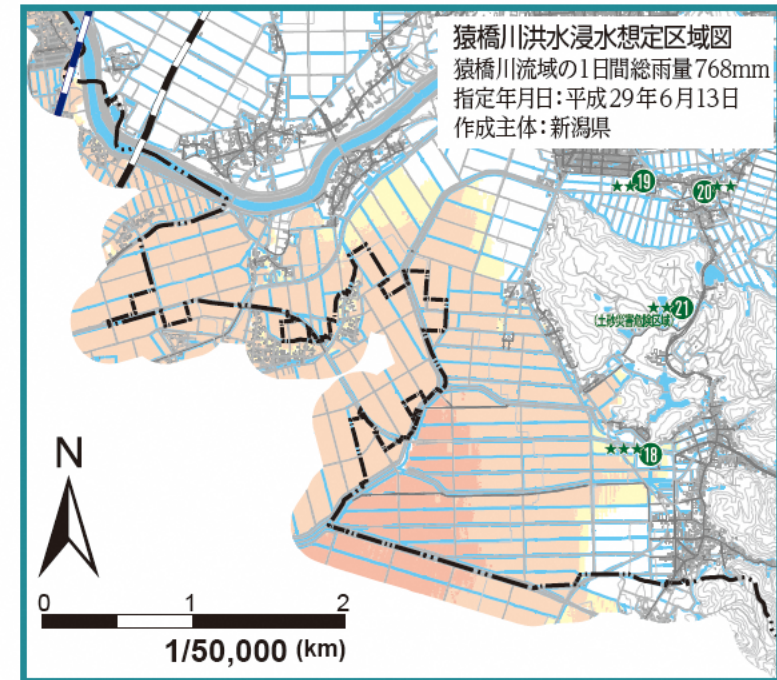 猿橋川洪水浸水想定区域図
猿橋川流域の1日間総雨量768mm
指定年月日：平成29年6月13日
作成主体：新潟県
★★19
20★★
★★21
(土砂災害危険区域)
★★★18
N
0 1 2
1/50,000 (km)